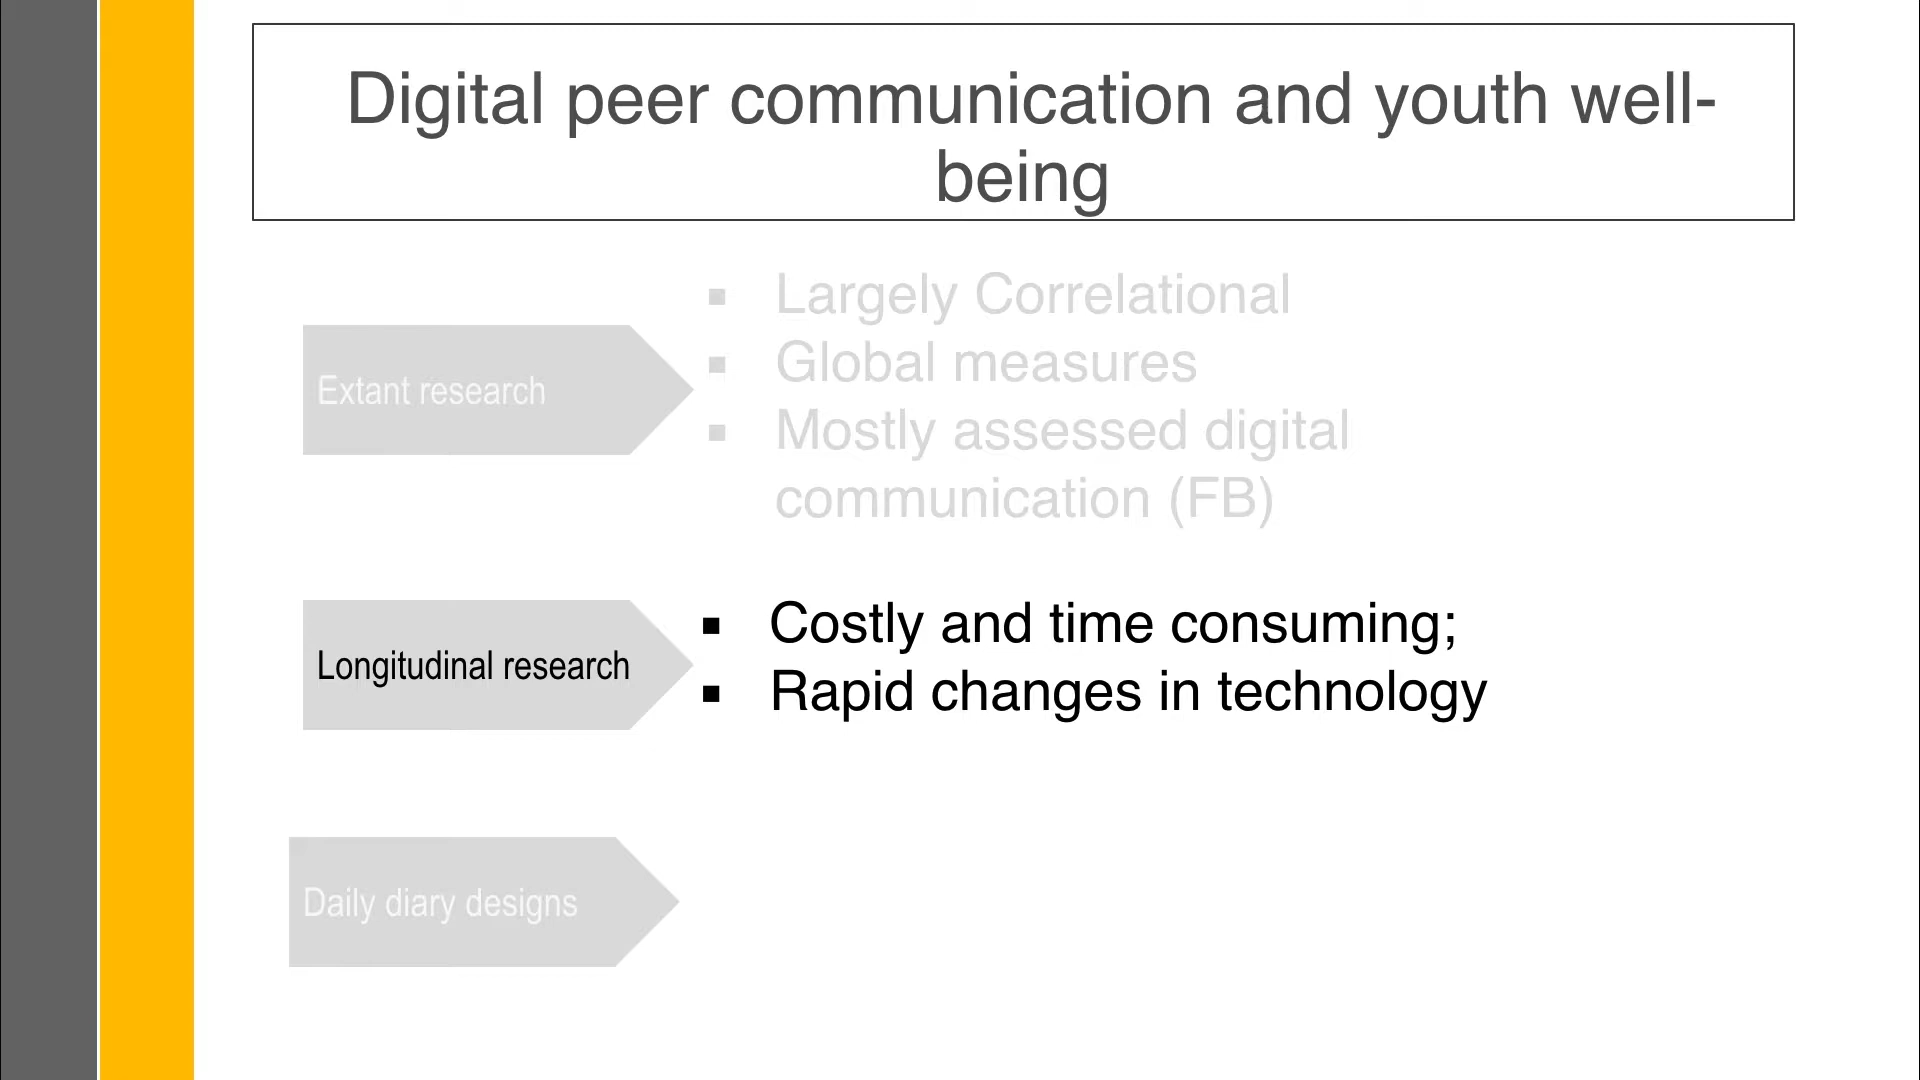 Digital peer communication and youth well-
being
Extant research
▪ Largely Correlational
▪ Global measures
▪ Mostly assessed digital
communication (FB)
Longitudinal research
▪ Costly and time consuming;
▪ Rapid changes in technology
Daily diary designs